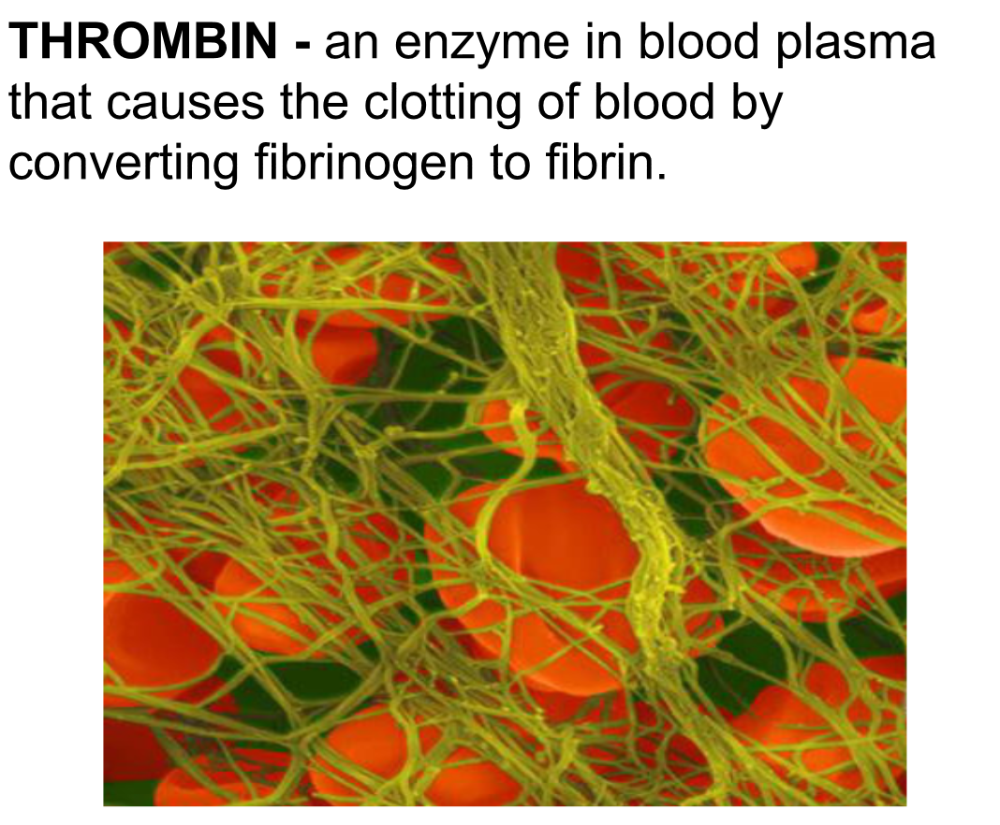 THROMBIN - an enzyme in blood plasma
that causes the clotting of blood by
converting fibrinogen to fibrin.